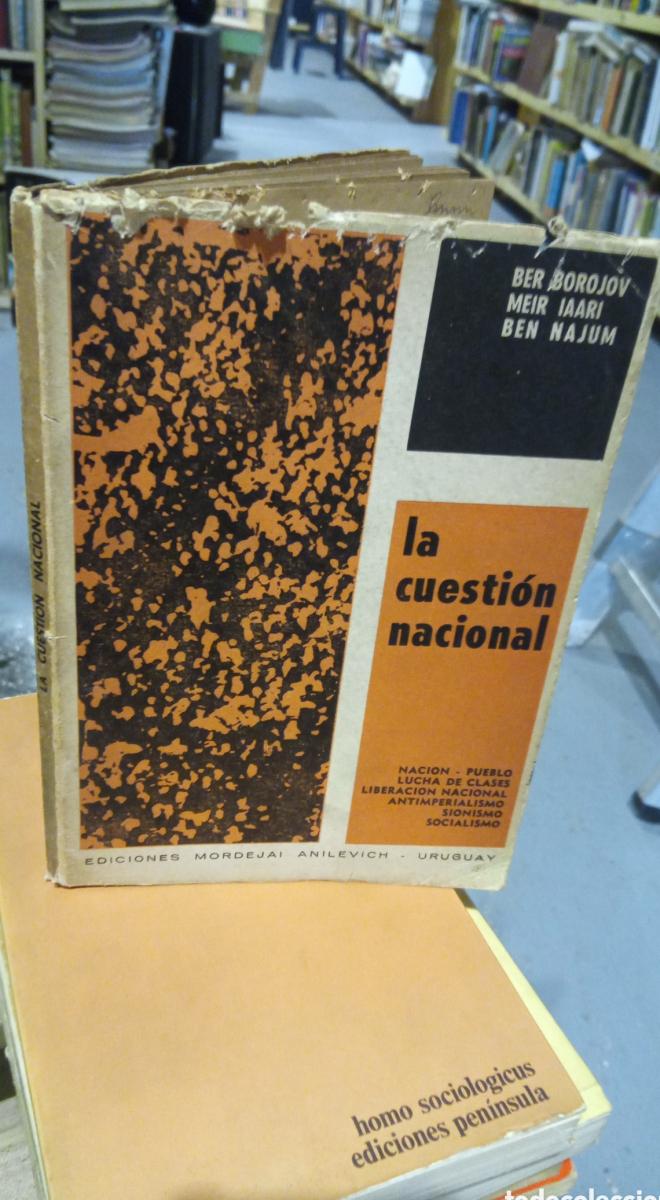 BER BOROJOV
MEIR IAARI
BEN NAJUM
la
cuestión
nacional
NACION - PUEBLO
LUCHA DE CLASES
LIBERACION NACIONAL
ANTIMPERIALISMO
SIONISMO
SOCIALISMO
EDICIONES MORDEJAI ANILEVICH - URUGUAY
LA CUESTIÓN NACIONAL
homo sociologicus
ediciones península